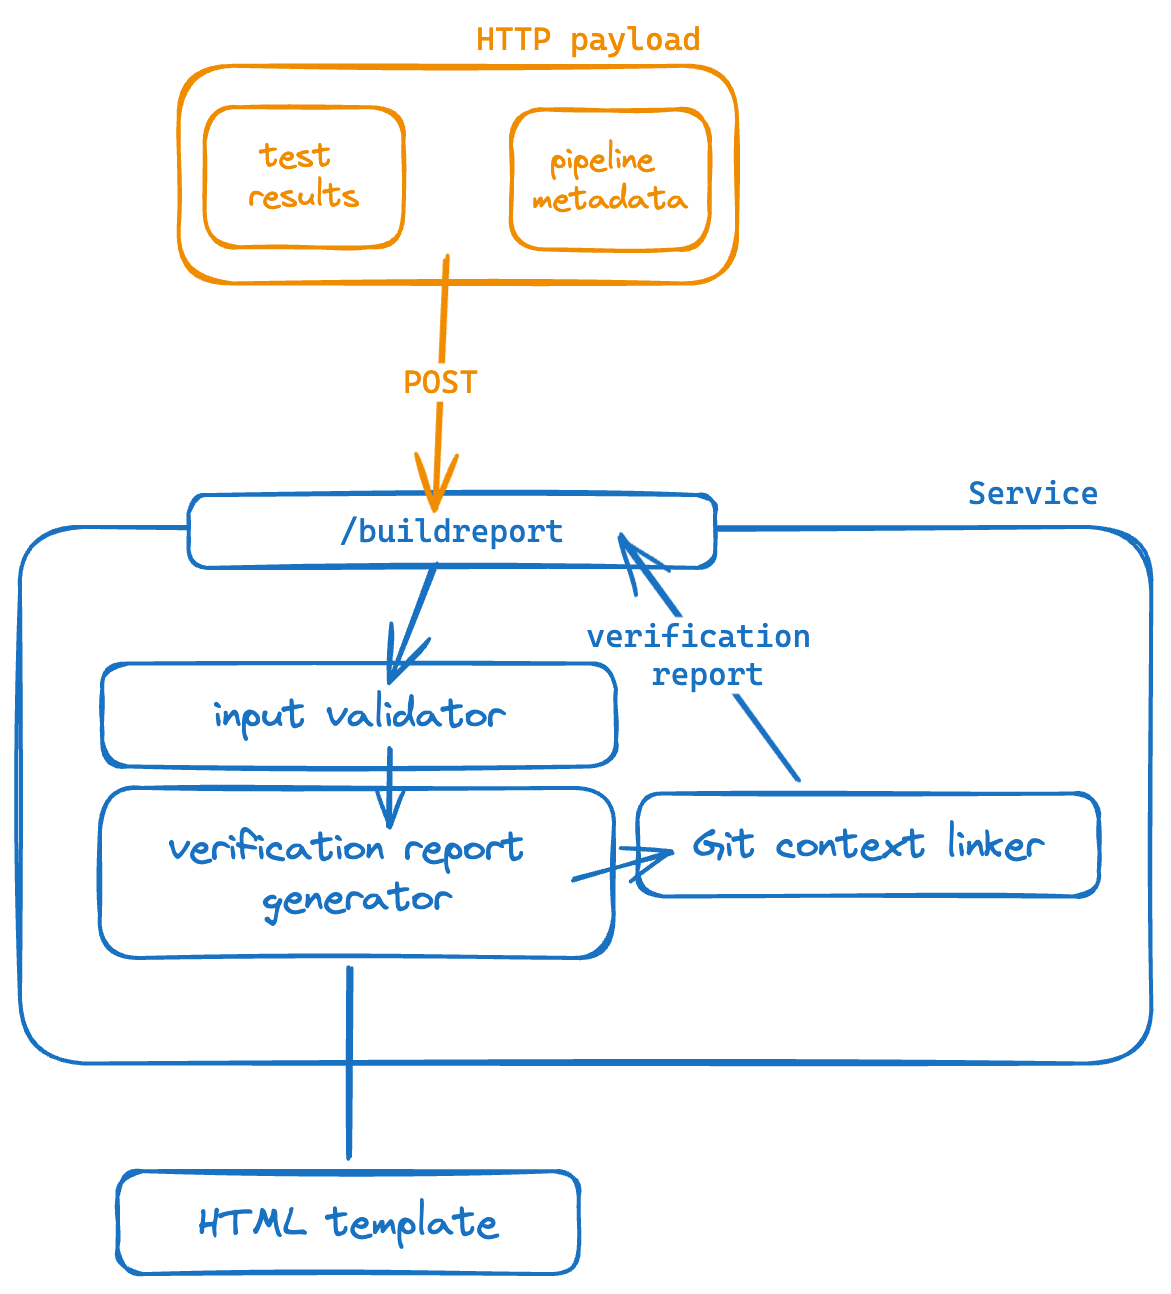 HTTP payload
test
results
pipeline
metadata
POST
Service
/buildreport
verification
report
input validator
verification report
generator
Git context linker
HTML template